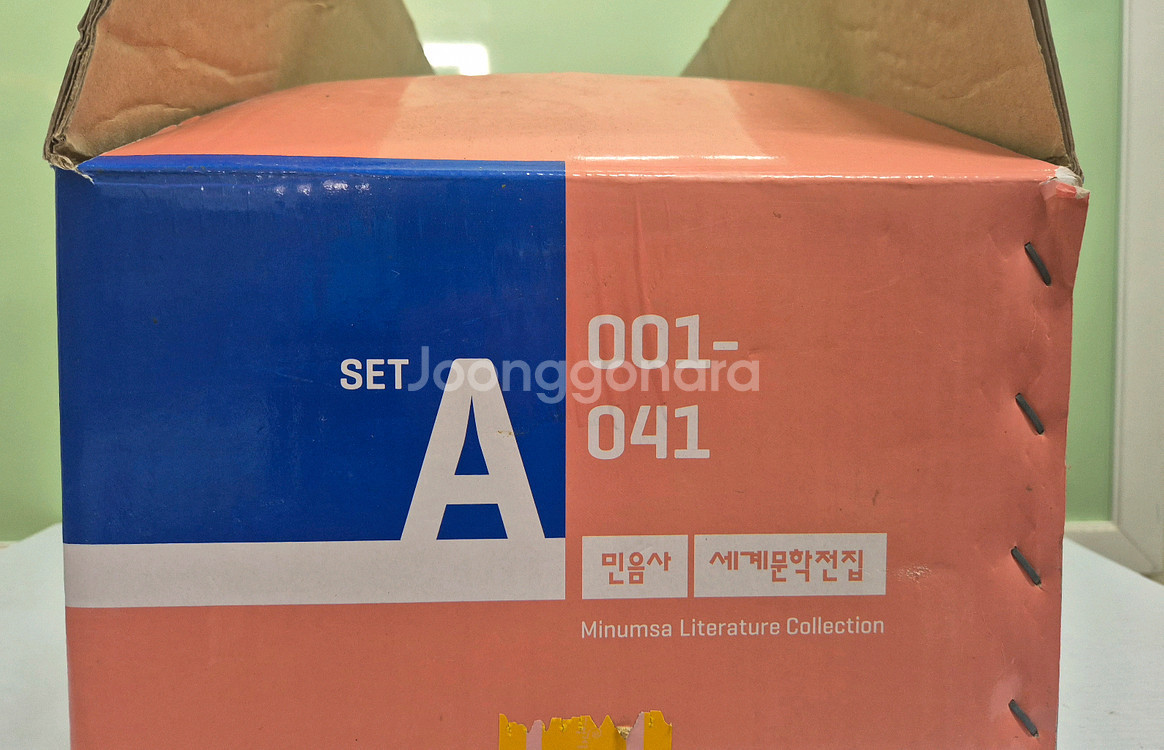 SET A
001-
041
Joonggonara
민음사 세계문학전집
Minumsa Literature Collection